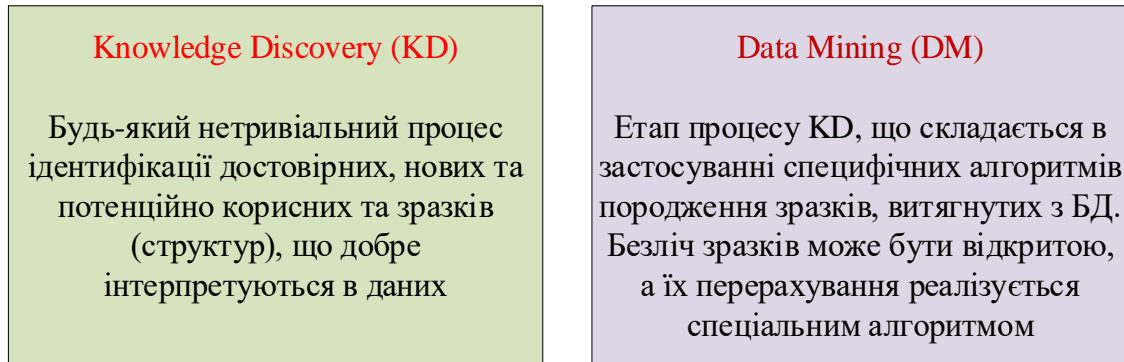 Knowledge Discovery (KD)
Будь-який нетривіальний процес
ідентифікації достовірних, нових та
потенційно корисних та зразків
(структур), що добре
інтерпретуються в даних
Data Mining (DM)
Етап процесу KD, що складається в
застосуванні специфічних алгоритмів
породження зразків, витягнутих з БД.
Безліч зразків може бути відкритою,
а їх перерахування реалізується
спеціальним алгоритмом